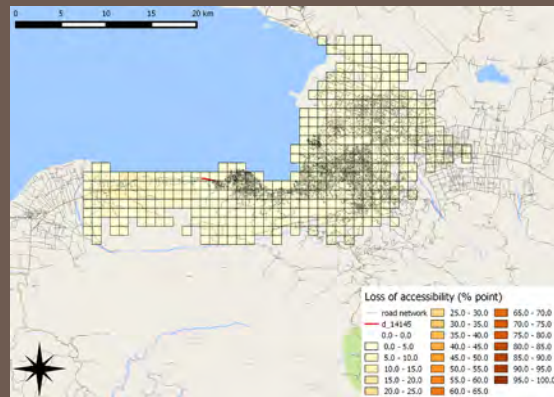 0 5 10 15 20 km
Loss of accessibility (% point)
road network
d_14145
0.0 - 0.0
0.0 - 5.0
5.0 - 10.0
10.0 - 15.0
15.0 - 20.0
20.0 - 25.0
25.0 - 30.0
30.0 - 35.0
35.0 - 40.0
40.0 - 45.0
45.0 - 50.0
50.0 - 55.0
55.0 - 60.0
60.0 - 65.0
65.0 - 70.0
70.0 - 75.0
75.0 - 80.0
80.0 - 85.0
85.0 - 90.0
90.0 - 95.0
95.0 - 100.0